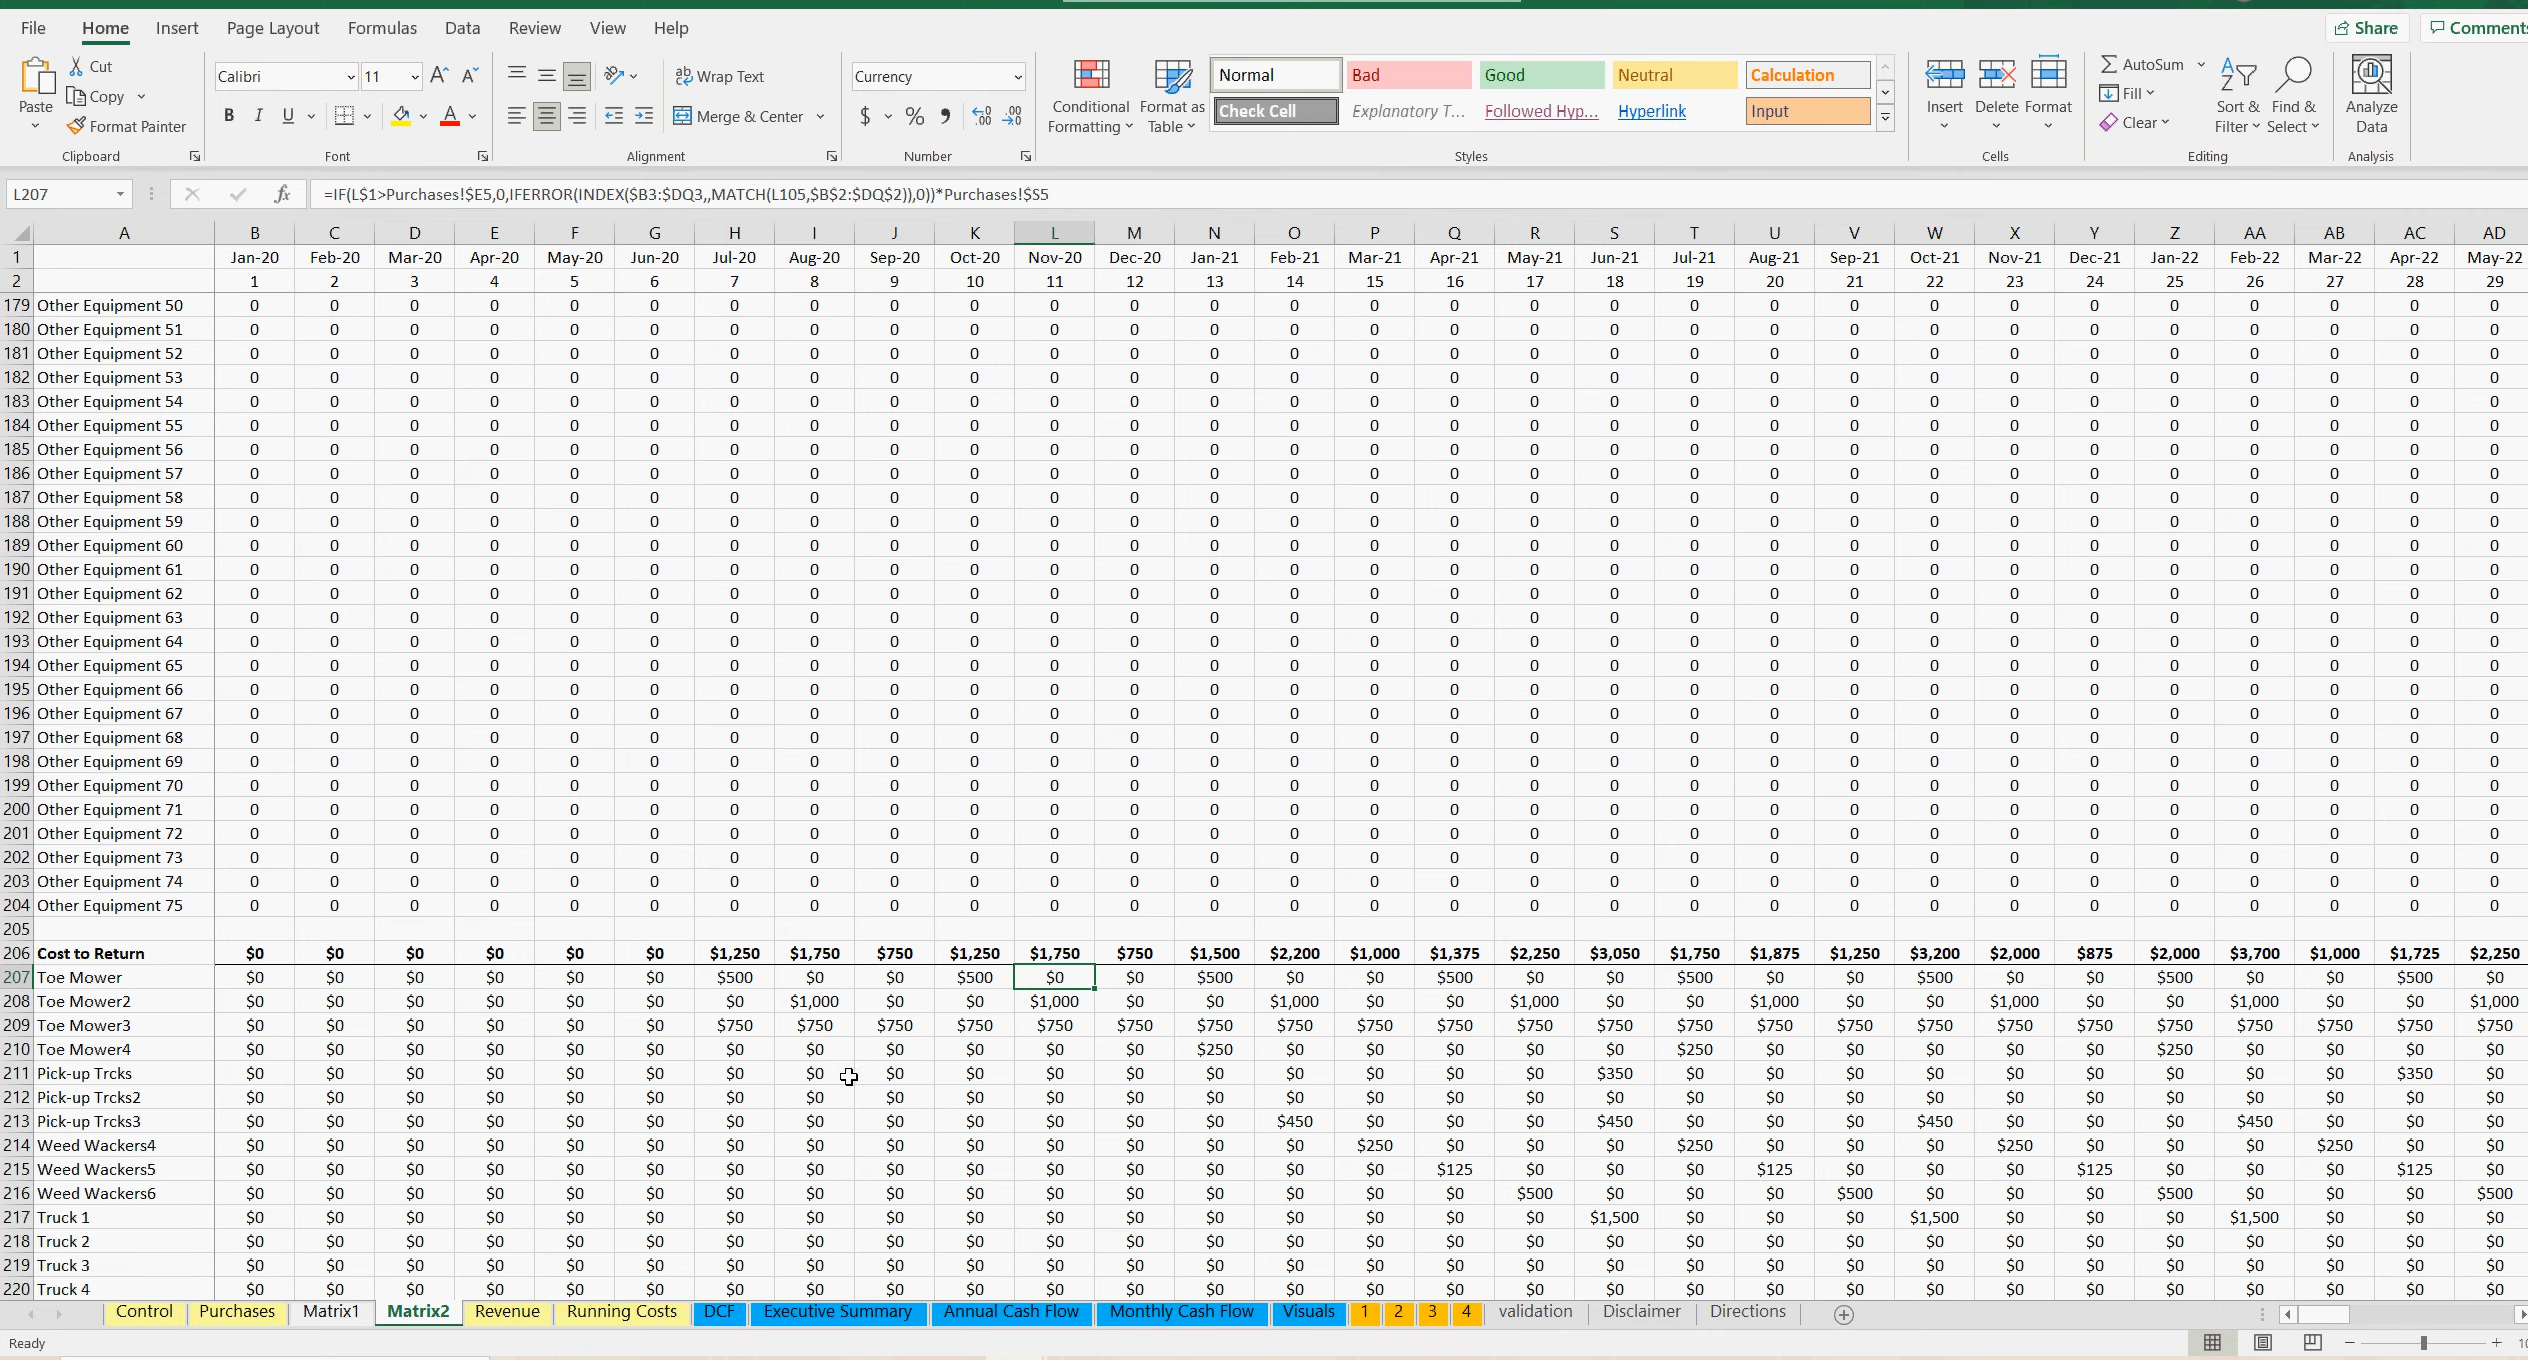 File Home Insert Page Layout Formulas Data Review View Help Share Comments
Cut Calibri 11 Wrap Text Currency Normal Bad Good Neutral Calculation AutoSum
Paste Copy B I U Merge & Center $ % Conditional Formatting Format as Table Check Cell Explanatory T... Followed Hyp... Hyperlink Input Insert Delete Format Fill Sort & Filter Find & Select Analyze Data
Format Painter Clear
Clipboard Font Alignment Number Styles Cells Editing Analysis
L207 fx =IF(L$1>Purchases!$E5,0,IFERROR(INDEX($B3:$DQ3,,MATCH(L105,$B$2:$DQ$2)),0))*Purchases!$S5
A B C D E F G H I J K L M N O P Q R S T U V W X Y Z AA AB AC AD
1 Jan-20 Feb-20 Mar-20 Apr-20 May-20 Jun-20 Jul-20 Aug-20 Sep-20 Oct-20 Nov-20 Dec-20 Jan-21 Feb-21 Mar-21 Apr-21 May-21 Jun-21 Jul-21 Aug-21 Sep-21 Oct-21 Nov-21 Dec-21 Jan-22 Feb-22 Mar-22 Apr-22 May-22
2 1 2 3 4 5 6 7 8 9 10 11 12 13 14 15 16 17 18 19 20 21 22 23 24 25 26 27 28 29
179 Other Equipment 50 0 0 0 0 0 0 0 0 0 0 0 0 0 0 0 0 0 0 0 0 0 0 0 0 0 0 0 0 0
180 Other Equipment 51 0 0 0 0 0 0 0 0 0 0 0 0 0 0 0 0 0 0 0 0 0 0 0 0 0 0 0 0 0
181 Other Equipment 52 0 0 0 0 0 0 0 0 0 0 0 0 0 0 0 0 0 0 0 0 0 0 0 0 0 0 0 0 0
182 Other Equipment 53 0 0 0 0 0 0 0 0 0 0 0 0 0 0 0 0 0 0 0 0 0 0 0 0 0 0 0 0 0
183 Other Equipment 54 0 0 0 0 0 0 0 0 0 0 0 0 0 0 0 0 0 0 0 0 0 0 0 0 0 0 0 0 0
184 Other Equipment 55 0 0 0 0 0 0 0 0 0 0 0 0 0 0 0 0 0 0 0 0 0 0 0 0 0 0 0 0 0
185 Other Equipment 56 0 0 0 0 0 0 0 0 0 0 0 0 0 0 0 0 0 0 0 0 0 0 0 0 0 0 0 0 0
186 Other Equipment 57 0 0 0 0 0 0 0 0 0 0 0 0 0 0 0 0 0 0 0 0 0 0 0 0 0 0 0 0 0
187 Other Equipment 58 0 0 0 0 0 0 0 0 0 0 0 0 0 0 0 0 0 0 0 0 0 0 0 0 0 0 0 0 0
188 Other Equipment 59 0 0 0 0 0 0 0 0 0 0 0 0 0 0 0 0 0 0 0 0 0 0 0 0 0 0 0 0 0
189 Other Equipment 60 0 0 0 0 0 0 0 0 0 0 0 0 0 0 0 0 0 0 0 0 0 0 0 0 0 0 0 0 0
190 Other Equipment 61 0 0 0 0 0 0 0 0 0 0 0 0 0 0 0 0 0 0 0 0 0 0 0 0 0 0 0 0 0
191 Other Equipment 62 0 0 0 0 0 0 0 0 0 0 0 0 0 0 0 0 0 0 0 0 0 0 0 0 0 0 0 0 0
192 Other Equipment 63 0 0 0 0 0 0 0 0 0 0 0 0 0 0 0 0 0 0 0 0 0 0 0 0 0 0 0 0 0
193 Other Equipment 64 0 0 0 0 0 0 0 0 0 0 0 0 0 0 0 0 0 0 0 0 0 0 0 0 0 0 0 0 0
194 Other Equipment 65 0 0 0 0 0 0 0 0 0 0 0 0 0 0 0 0 0 0 0 0 0 0 0 0 0 0 0 0 0
195 Other Equipment 66 0 0 0 0 0 0 0 0 0 0 0 0 0 0 0 0 0 0 0 0 0 0 0 0 0 0 0 0 0
196 Other Equipment 67 0 0 0 0 0 0 0 0 0 0 0 0 0 0 0 0 0 0 0 0 0 0 0 0 0 0 0 0 0
197 Other Equipment 68 0 0 0 0 0 0 0 0 0 0 0 0 0 0 0 0 0 0 0 0 0 0 0 0 0 0 0 0 0
198 Other Equipment 69 0 0 0 0 0 0 0 0 0 0 0 0 0 0 0 0 0 0 0 0 0 0 0 0 0 0 0 0 0
199 Other Equipment 70 0 0 0 0 0 0 0 0 0 0 0 0 0 0 0 0 0 0 0 0 0 0 0 0 0 0 0 0 0
200 Other Equipment 71 0 0 0 0 0 0 0 0 0 0 0 0 0 0 0 0 0 0 0 0 0 0 0 0 0 0 0 0 0
201 Other Equipment 72 0 0 0 0 0 0 0 0 0 0 0 0 0 0 0 0 0 0 0 0 0 0 0 0 0 0 0 0 0
202 Other Equipment 73 0 0 0 0 0 0 0 0 0 0 0 0 0 0 0 0 0 0 0 0 0 0 0 0 0 0 0 0 0
203 Other Equipment 74 0 0 0 0 0 0 0 0 0 0 0 0 0 0 0 0 0 0 0 0 0 0 0 0 0 0 0 0 0
204 Other Equipment 75 0 0 0 0 0 0 0 0 0 0 0 0 0 0 0 0 0 0 0 0 0 0 0 0 0 0 0 0 0
205
206 Cost to Return $0 $0 $0 $0 $0 $0 $1,250 $1,750 $750 $1,250 $1,750 $750 $1,500 $2,200 $1,000 $1,375 $2,250 $3,050 $1,750 $1,875 $1,250 $3,200 $2,000 $875 $2,000 $3,700 $1,000 $1,725 $2,250
207 Toe Mower $0 $0 $0 $0 $0 $0 $500 $0 $0 $500 $0 $0 $500 $0 $0 $500 $0 $0 $500 $0 $0 $500 $0 $0 $500 $0 $0 $500 $0
208 Toe Mower2 $0 $0 $0 $0 $0 $0 $0 $1,000 $0 $0 $1,000 $0 $0 $1,000 $0 $0 $1,000 $0 $0 $1,000 $0 $0 $1,000 $0 $0 $1,000 $0 $0 $1,000
209 Toe Mower3 $0 $0 $0 $0 $0 $0 $750 $750 $750 $750 $750 $750 $750 $750 $750 $750 $750 $750 $750 $750 $750 $750 $750 $750 $750 $750 $750 $750 $750
210 Toe Mower4 $0 $0 $0 $0 $0 $0 $0 $0 $0 $0 $0 $0 $250 $0 $0 $0 $0 $0 $250 $0 $0 $0 $0 $0 $250 $0 $0 $0 $0
211 Pick-up Trcks $0 $0 $0 $0 $0 $0 $0 $0 $0 $0 $0 $0 $0 $0 $0 $0 $0 $350 $0 $0 $0 $0 $0 $0 $0 $0 $0 $350 $0
212 Pick-up Trcks2 $0 $0 $0 $0 $0 $0 $0 $0 $0 $0 $0 $0 $0 $0 $0 $0 $0 $0 $0 $0 $0 $0 $0 $0 $0 $0 $0 $0 $0
213 Pick-up Trcks3 $0 $0 $0 $0 $0 $0 $0 $0 $0 $0 $0 $0 $0 $450 $0 $0 $0 $450 $0 $0 $0 $450 $0 $0 $0 $450 $0 $0 $0
214 Weed Wackers4 $0 $0 $0 $0 $0 $0 $0 $0 $0 $0 $0 $0 $0 $0 $250 $0 $0 $0 $250 $0 $0 $0 $250 $0 $0 $0 $250 $0 $0
215 Weed Wackers5 $0 $0 $0 $0 $0 $0 $0 $0 $0 $0 $0 $0 $0 $0 $0 $125 $0 $0 $0 $125 $0 $0 $0 $125 $0 $0 $0 $125 $0
216 Weed Wackers6 $0 $0 $0 $0 $0 $0 $0 $0 $0 $0 $0 $0 $0 $0 $0 $0 $500 $0 $0 $0 $500 $0 $0 $0 $500 $0 $0 $0 $500
217 Truck 1 $0 $0 $0 $0 $0 $0 $0 $0 $0 $0 $0 $0 $0 $0 $0 $0 $0 $1,500 $0 $0 $0 $1,500 $0 $0 $0 $1,500 $0 $0 $0
218 Truck 2 $0 $0 $0 $0 $0 $0 $0 $0 $0 $0 $0 $0 $0 $0 $0 $0 $0 $0 $0 $0 $0 $0 $0 $0 $0 $0 $0 $0 $0
219 Truck 3 $0 $0 $0 $0 $0 $0 $0 $0 $0 $0 $0 $0 $0 $0 $0 $0 $0 $0 $0 $0 $0 $0 $0 $0 $0 $0 $0 $0 $0
220 Truck 4 $0 $0 $0 $0 $0 $0 $0 $0 $0 $0 $0 $0 $0 $0 $0 $0 $0 $0 $0 $0 $0 $0 $0 $0 $0 $0 $0 $0 $0
Control Purchases Matrix1 Matrix2 Revenue Running Costs DCF Executive Summary Annual Cash Flow Monthly Cash Flow Visuals 1 2 3 4 validation Disclaimer Directions
Ready